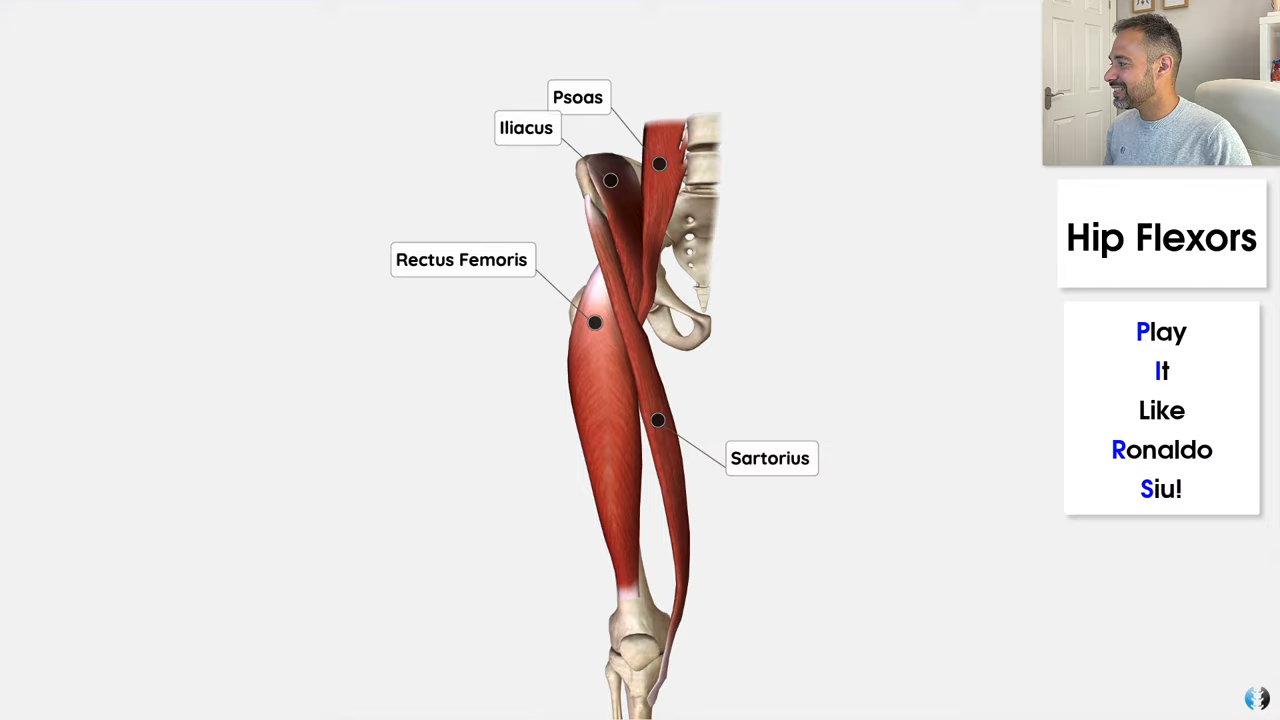 Psoas
Iliacus
Rectus Femoris
Sartorius
Hip Flexors
Play
It
Like
Ronaldo
Siu!